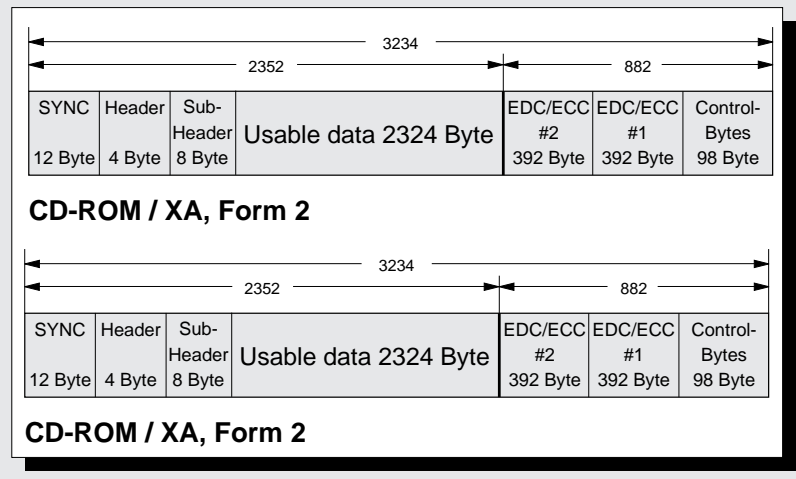 3234
2352 882
SYNC Header Sub- EDC/ECC EDC/ECC Control-
Header Usable data 2324 Byte #2 #1 Bytes
12 Byte 4 Byte 8 Byte 392 Byte 392 Byte 98 Byte
CD-ROM / XA, Form 2
3234
2352 882
SYNC Header Sub- EDC/ECC EDC/ECC Control-
Header Usable data 2324 Byte #2 #1 Bytes
12 Byte 4 Byte 8 Byte 392 Byte 392 Byte 98 Byte
CD-ROM / XA, Form 2